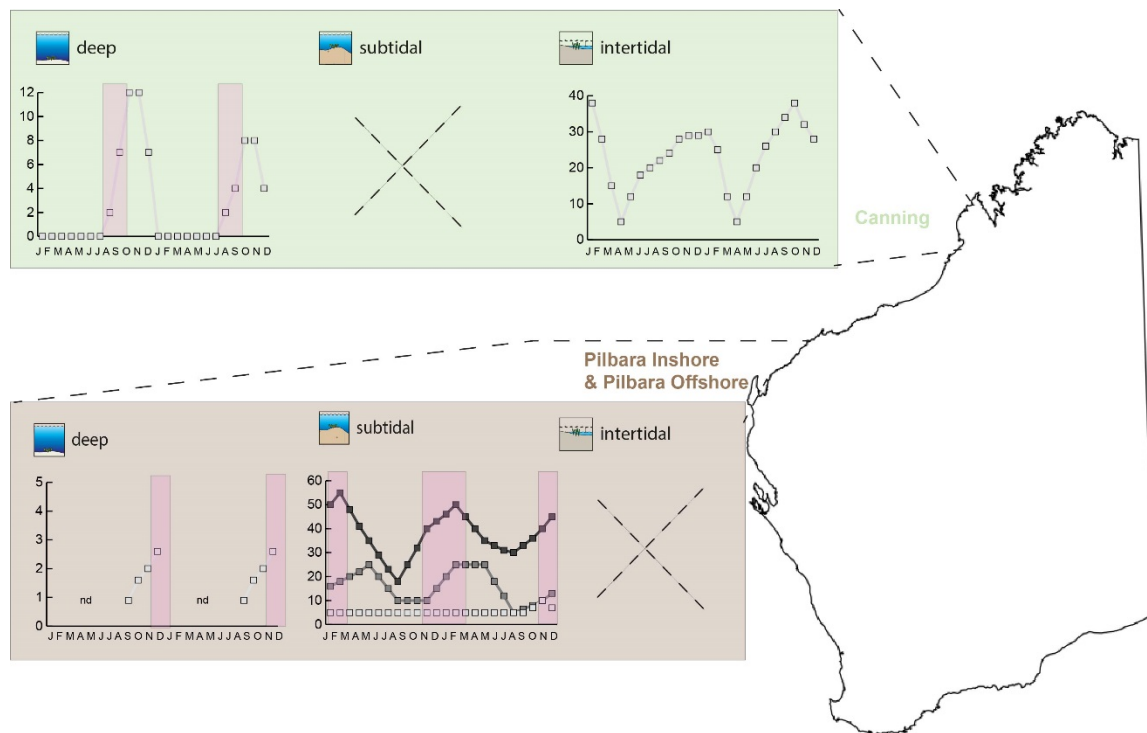 deep
subtidal
intertidal
12
10
8
6
4
2
0
J F M A M J J A S O N D J F M A M J J A S O N D
40
30
20
10
0
J F M A M J J A S O N D J F M A M J J A S O N D
Canning
Pilbara Inshore
& Pilbara Offshore
deep
subtidal
intertidal
5
4
3
2
1
0
nd
nd
J F M A M J J A S O N D J F M A M J J A S O N D
60
50
40
30
20
10
0
J F M A M J J A S O N D J F M A M J J A S O N D